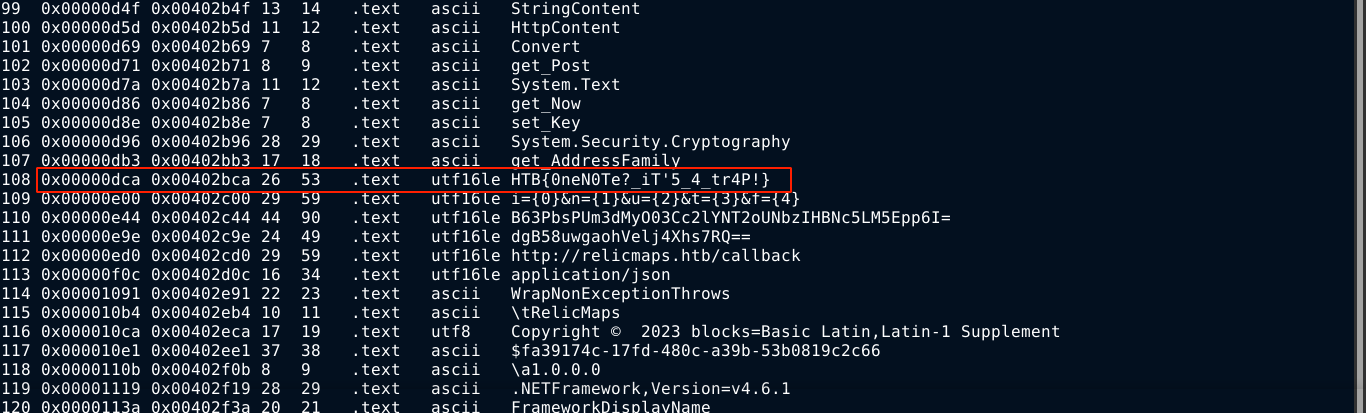 99  0x00000d4f 0x00402b4f 13  14   .text   ascii   StringContent
100 0x00000d5d 0x00402b5d 11  12   .text   ascii   HttpContent
101 0x00000d69 0x00402b69 7   8    .text   ascii   Convert
102 0x00000d71 0x00402b71 8   9    .text   ascii   get_Post
103 0x00000d7a 0x00402b7a 11  12   .text   ascii   System.Text
104 0x00000d86 0x00402b86 7   8    .text   ascii   get_Now
105 0x00000d8e 0x00402b8e 7   8    .text   ascii   set_Key
106 0x00000d96 0x00402b96 28  29   .text   ascii   System.Security.Cryptography
107 0x00000db3 0x00402bb3 17  18   .text   ascii   get_AddressFamily
108 0x00000dca 0x00402bca 26  53   .text   utf16le HTB{0neN0Te?_iT'5_4_tr4P!}
109 0x00000e00 0x00402c00 29  59   .text   utf16le i={0}&n={1}&u={2}&t={3}&f={4}
110 0x00000e44 0x00402c44 44  90   .text   utf16le B63PbsPUm3dMyO03Cc2lYNT2oUNbzIHBNc5LM5Epp6I=
111 0x00000e9e 0x00402c9e 24  49   .text   utf16le dgB58uwgaohVelj4Xhs7RQ==
112 0x00000ed0 0x00402cd0 29  59   .text   utf16le http://relicmaps.htb/callback
113 0x00000f0c 0x00402d0c 16  34   .text   utf16le application/json
114 0x00001091 0x00402e91 22  23   .text   ascii   WrapNonExceptionThrows
115 0x000010b4 0x00402eb4 10  11   .text   ascii   \tRelicMaps
116 0x000010ca 0x00402eca 17  19   .text   utf8    Copyright ©  2023 blocks=Basic Latin,Latin-1 Supplement
117 0x000010e1 0x00402ee1 37  38   .text   ascii   $fa39174c-17fd-480c-a39b-53b0819c2c66
118 0x0000110b 0x00402f0b 8   9    .text   ascii   \a1.0.0.0
119 0x00001119 0x00402f19 28  29   .text   ascii   .NETFramework,Version=v4.6.1
120 0x0000113a 0x00402f3a 20  21   .text   ascii   FrameworkDisplayName